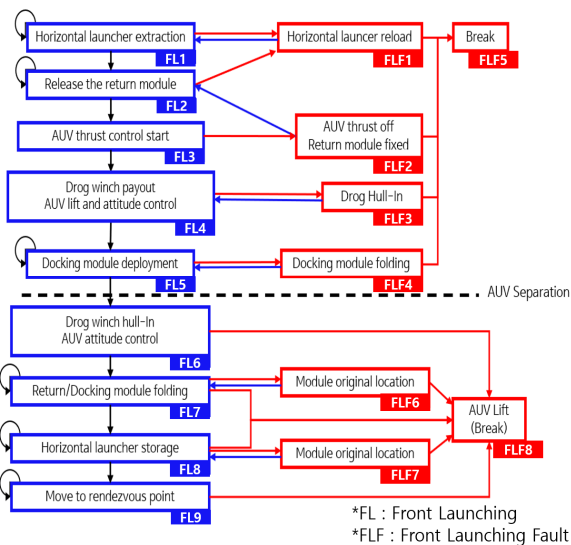 Horizontal launcher extraction
FL1
Horizontal launcer reload
FLF1
Break
FLF5
Release the return module
FL2
AUV thrust control start
FL3
AUV thrust off
Return module fixed
FLF2
Drog winch payout
AUV lift and attitude control
FL4
Drog Hull-In
FLF3
Docking module deployment
FL5
Docking module folding
FLF4
AUV Separation
Drog winch hull-In
AUV attitude control
FL6
Return/Docking module folding
FL7
Module original location
FLF6
AUV Lift
(Break)
FLF8
Horizontal launcher storage
FL8
Module original location
FLF7
Move to rendezvous point
FL9
*FL : Front Launching
*FLF : Front Launching Fault